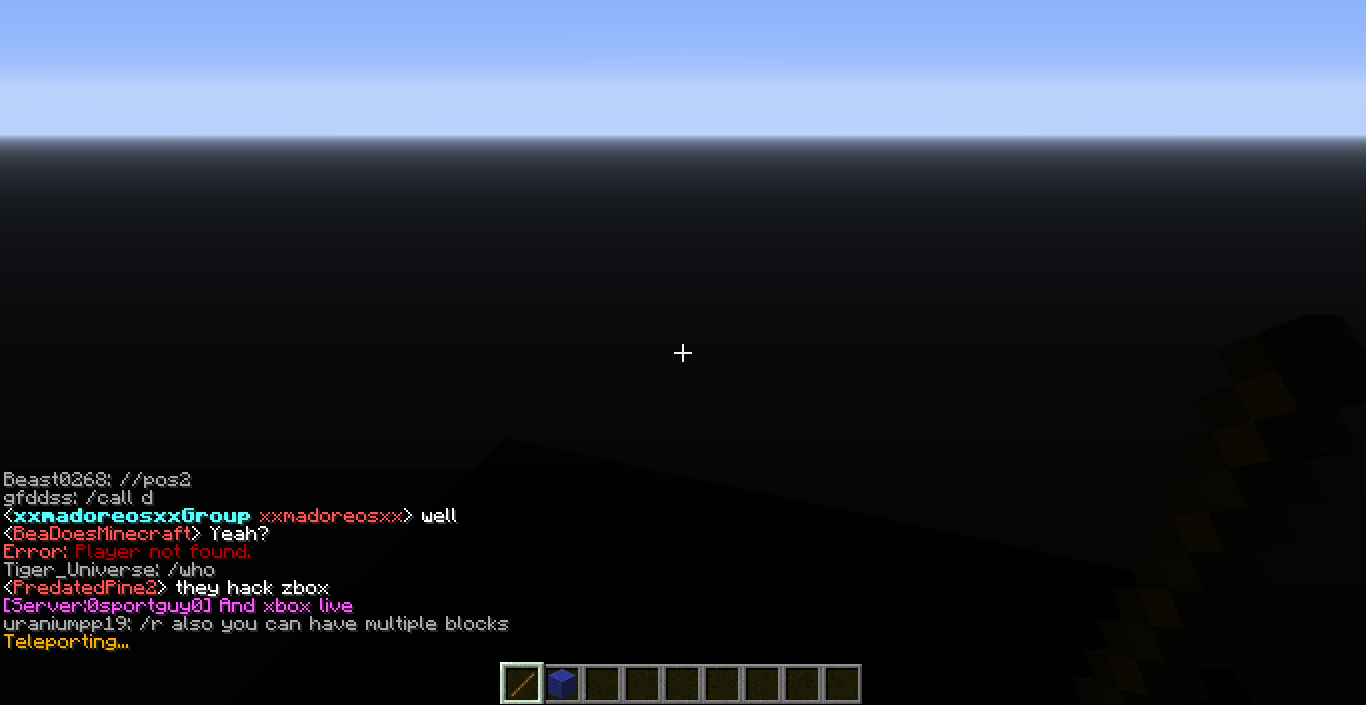 Beast0268: //pos2
gfddss: /call d
<xxmadoreosxxGroup xxmadoreosxx> well
<BeaDoesMinecraft> Yeah?
Error: Player not found.
Tiger_Universe: /who
<PredatedPine2> they hack zbox
[Server:0sportguy0] And xbox live
uraniumpp19: /r also you can have multiple blocks
Teleporting...